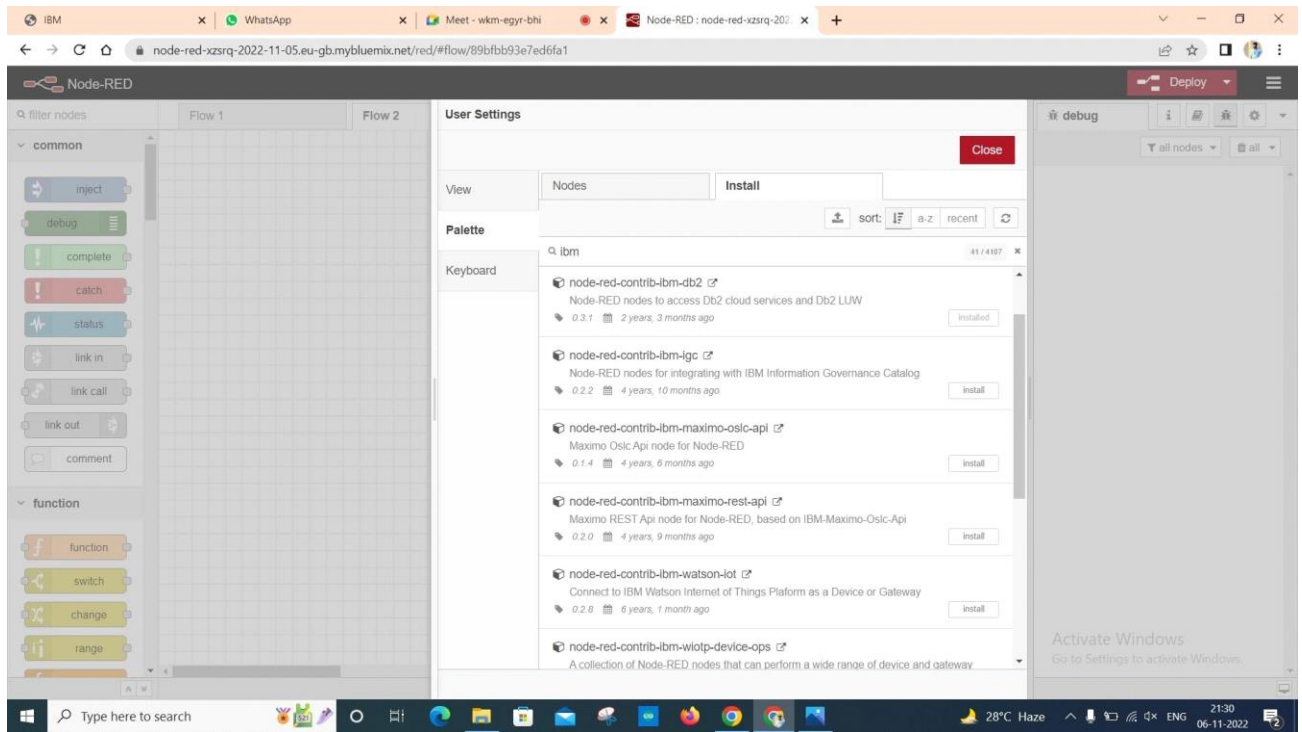 IBM
WhatsApp
Meet - wkm-egyr-bhi
Node-RED : node-red-xzsrq-202
node-red-xzsrq-2022-11-05.eu-gb.mybluemix.net/red/#flow/89bfbb93e7ed6fa1
Node-RED
Deploy
filter nodes
Flow 1
Flow 2
User Settings
debug
i
all nodes
all
Close
common
inject
debug
complete
catch
status
link in
link call
link out
comment
function
function
switch
change
range
View
Palette
Keyboard
Nodes
Install
sort:
a-z
recent
ibm
41 / 4107
node-red-contrib-ibm-db2
Node-RED nodes to access Db2 cloud services and Db2 LUW
0.3.1 2 years, 3 months ago
installed
node-red-contrib-ibm-igc
Node-RED nodes for integrating with IBM Information Governance Catalog
0.2.2 4 years, 10 months ago
install
node-red-contrib-ibm-maximo-oslc-api
Maximo Oslc Api node for Node-RED
0.1.4 4 years, 6 months ago
install
node-red-contrib-ibm-maximo-rest-api
Maximo REST Api node for Node-RED, based on IBM-Maximo-Oslc-Api
0.2.0 4 years, 9 months ago
install
node-red-contrib-ibm-watson-iot
Connect to IBM Watson Internet of Things Plaform as a Device or Gateway
0.2.8 6 years, 1 month ago
install
node-red-contrib-ibm-wiotp-device-ops
A collection of Node-RED nodes that can perform a wide range of device and gateway
Activate Windows
Go to Settings to activate Windows.
Type here to search
28°C Haze
ENG
21:30
06-11-2022
2